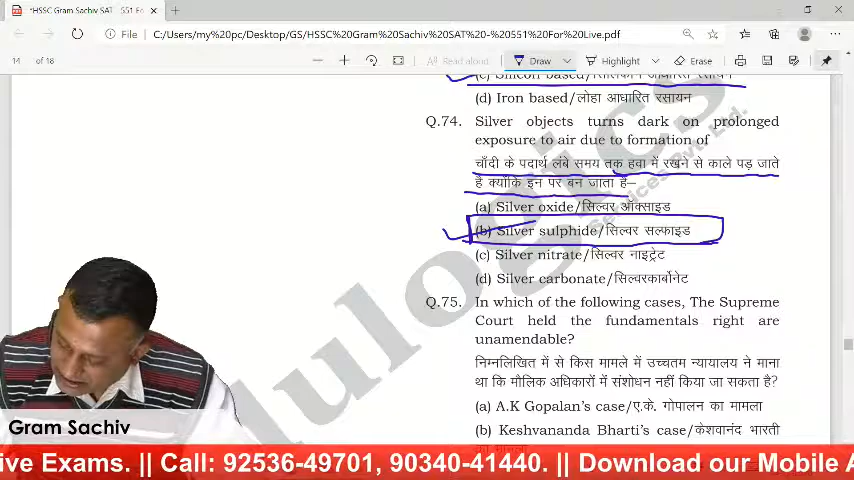 *HSSC Gram Sachiv SAT - 551 For
File
C:/Users/my%20pc/Desktop/GS/HSSC%20Gram%20Sachiv%20SAT%20-%20551%20For%20Live.pdf
14 of 18
Read aloud
Draw
Highlight
Erase
(c) Silicon based/सिलिकॉन आधारित रसायन
(d) Iron based/लोहा आधारित रसायन
Q.74. Silver objects turns dark on prolonged
exposure to air due to formation of
चाँदी के पदार्थ लंबे समय तक हवा में रखने से काले पड़ जाते
हैं क्योंकि इन पर बन जाता है–
(a) Silver oxide/सिल्वर ऑक्साइड
(b) Silver sulphide/सिल्वर सल्फाइड
(c) Silver nitrate/सिल्वर नाइट्रेट
(d) Silver carbonate/सिल्वरकार्बोनेट
Q.75. In which of the following cases, The Supreme
Court held the fundamentals right are
unamendable?
निम्नलिखित में से किस मामले में उच्चतम न्यायालय ने माना
था कि मौलिक अधिकारों में संशोधन नहीं किया जा सकता है?
(a) A.K Gopalan's case/ए.के. गोपालन का मामला
(b) Keshvananda Bharti's case/केशवानंद भारती
Gram Sachiv
ive Exams. || Call: 92536-49701, 90340-41440. || Download our Mobile A